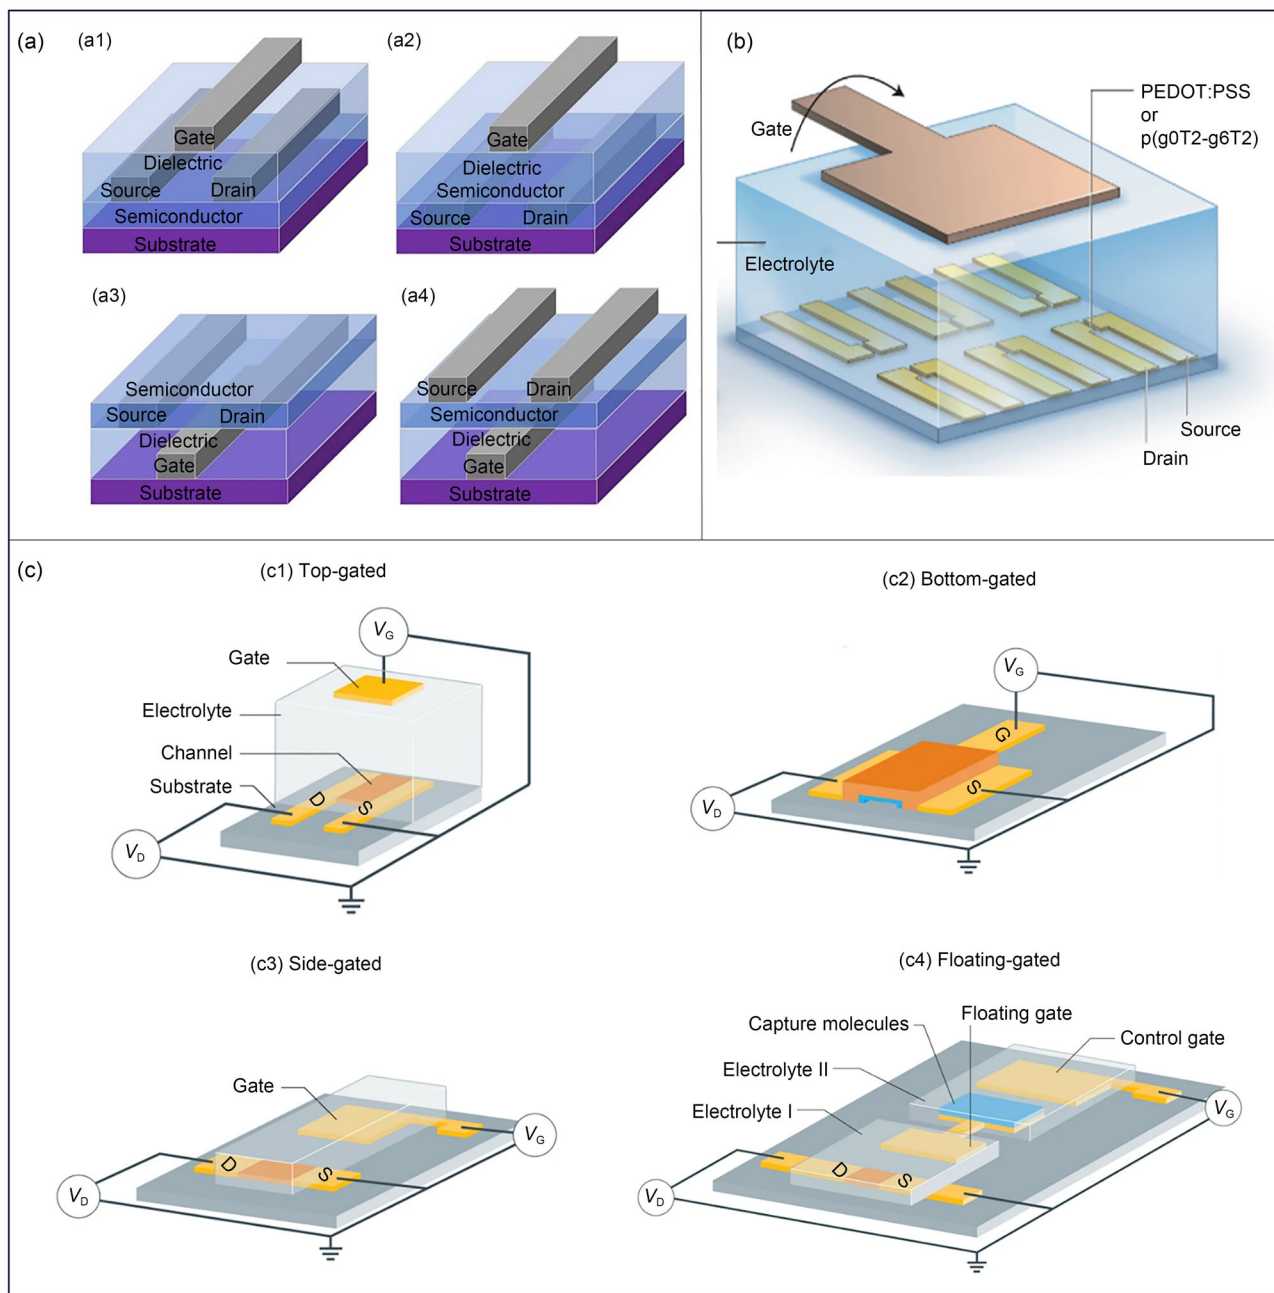 (a)
(a1)
Gate
Dielectric
Source Drain
Semiconductor
Substrate
(a2)
Gate
Dielectric
Semiconductor
Source Drain
Substrate
(a3)
Semiconductor
Source Drain
Dielectric
Gate
Substrate
(a4)
Source Drain
Semiconductor
Dielectric
Gate
Substrate
(b)
Gate
PEDOT:PSS
or
p(g0T2-g6T2)
Electrolyte
Source
Drain
(c)
(c1) Top-gated
VG
Gate
Electrolyte
Channel
Substrate
D
S
VD
(c2) Bottom-gated
VG
G
S
VD
(c3) Side-gated
Gate
VG
D
S
VD
(c4) Floating-gated
Floating gate
Capture molecules
Control gate
Electrolyte II
Electrolyte I
VG
D
S
VD